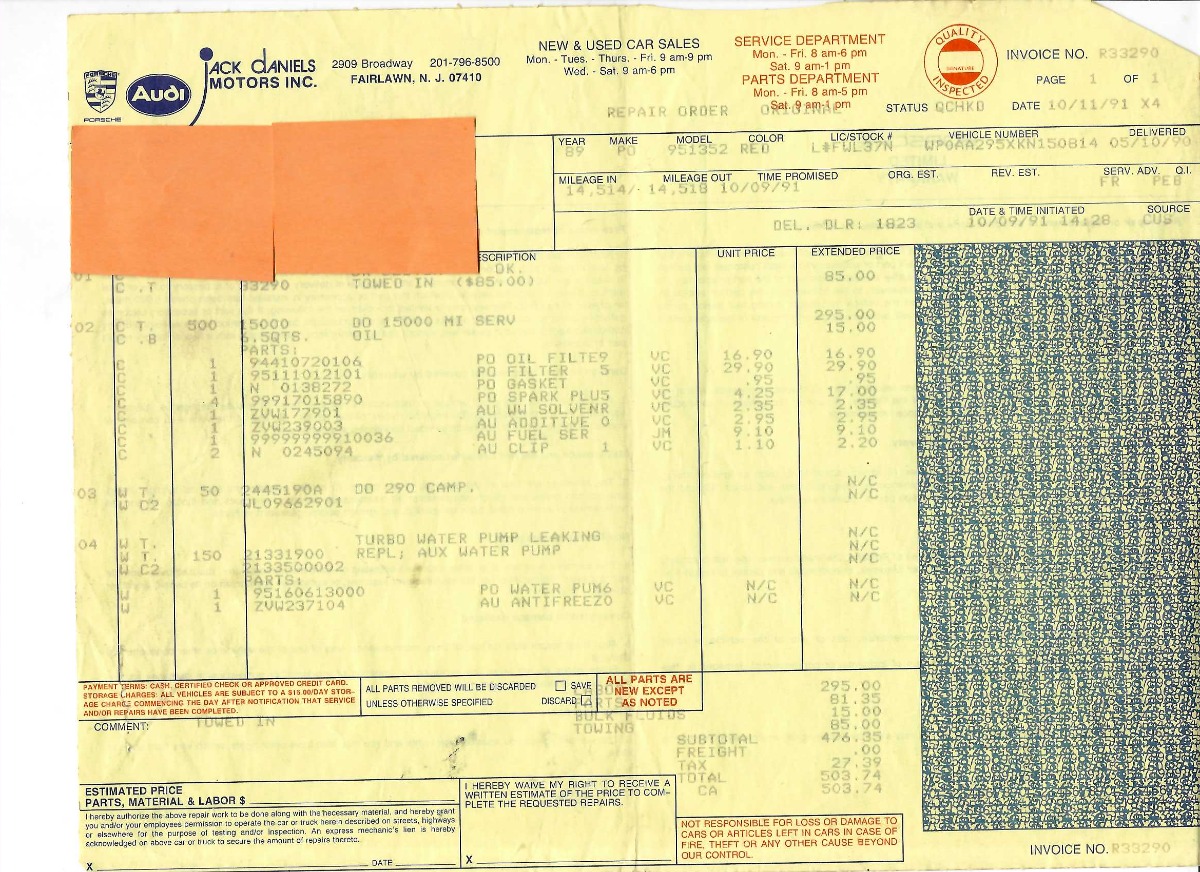 JACK DANIELS
MOTORS INC.
PORSCHE
Audi
2909 Broadway 201-796-8500
FAIRLAWN, N. J. 07410
NEW & USED CAR SALES
Mon. - Tues. - Thurs. - Fri. 9 am-9 pm
Wed. - Sat. 9 am-6 pm
SERVICE DEPARTMENT
Mon. - Fri. 8 am-6 pm
Sat. 9 am-1 pm
PARTS DEPARTMENT
Mon. - Fri. 8 am-5 pm
Sat. 9 am-1 pm
QUALITY
SIGNATURE
INSPECTED
INVOICE NO. R33290
PAGE 1 OF 1
REPAIR ORDER ORIGINAL
STATUS QCHKD DATE 10/11/91 X4
YEAR MAKE MODEL COLOR LIC/STOCK # VEHICLE NUMBER DELIVERED
89 PO 951352 RED L#FWL37N WP0AA295XKN150814 05/10/90
MILEAGE IN MILEAGE OUT TIME PROMISED ORG. EST. REV. EST. SERV. ADV. Q.I.
14,514/- 14,518 10/09/91 FR PEB
DATE & TIME INITIATED SOURCE
DEL. DLR: 1823 10/09/91 14:28 CUS
ESCRIPTION UNIT PRICE EXTENDED PRICE
01 DK. 85.00
C .T 33290 TOWED IN ($85.00)
02 C T. 500 15000 DO 15000 MI SERV 295.00
C .8 6.5QTS. OIL 15.00
PARTS:
C 1 94410720106 PO OIL FILTE9 VC 16.90 16.90
C 1 95111012101 PO FILTER 5 VC 29.90 29.90
C 1 N 0138272 PO GASKET VC .95 .95
C 4 99917015890 PO SPARK PLU5 VC 4.25 17.00
C 1 ZVW177901 AU WW SOLVENR VC 2.35 2.35
C 1 ZVW239003 AU ADDITIVE 0 VC 2.95 2.95
C 1 99999999910036 AU FUEL SER JM 9.10 9.10
C 2 N 0245094 AU CLIP 1 VC 1.10 2.20
03 W T. 50 2445190A DO 290 CAMP. N/C
W C2 WL09662901 N/C
04 W T. TURBO WATER PUMP LEAKING N/C
W T. 150 21331900 REPL; AUX WATER PUMP N/C
W C2 2133500002 N/C
PARTS:
W 1 95160613000 PO WATER PUM6 VC N/C N/C
W 1 ZVW237104 AU ANTIFREEZ0 VC N/C N/C
PAYMENT TERMS: CASH, CERTIFIED CHECK OR APPROVED CREDIT CARD.
STORAGE CHARGES: ALL VEHICLES ARE SUBJECT TO A $15.00/DAY STOR-
AGE CHARGE COMMENCING THE DAY AFTER NOTIFICATION THAT SERVICE
AND/OR REPAIRS HAVE BEEN COMPLETED.
ALL PARTS REMOVED WILL BE DISCARDED SAVE
UNLESS OTHERWISE SPECIFIED DISCARD
ALL PARTS ARE
NEW EXCEPT
AS NOTED
COMMENT: TOWED IN
295.00
81.35
BULK FLUIDS 15.00
TOWING 85.00
SUBTOTAL 476.35
FREIGHT .00
TAX 27.39
TOTAL 503.74
CA 503.74
ESTIMATED PRICE
PARTS, MATERIAL & LABOR $
I hereby authorize the above repair work to be done along with the necessary material, and hereby grant
you and/or your employees permission to operate the car or truck herein described on streets, highways
or elsewhere for the purpose of testing and/or inspection. An express mechanic's lien is hereby
acknowledged on above car or truck to secure the amount of repairs thereto.
X DATE
I HEREBY WAIVE MY RIGHT TO RECEIVE A
WRITTEN ESTIMATE OF THE PRICE TO COM-
PLETE THE REQUESTED REPAIRS.
X
NOT RESPONSIBLE FOR LOSS OR DAMAGE TO
CARS OR ARTICLES LEFT IN CARS IN CASE OF
FIRE, THEFT OR ANY OTHER CAUSE BEYOND
OUR CONTROL.
INVOICE NO. R33290